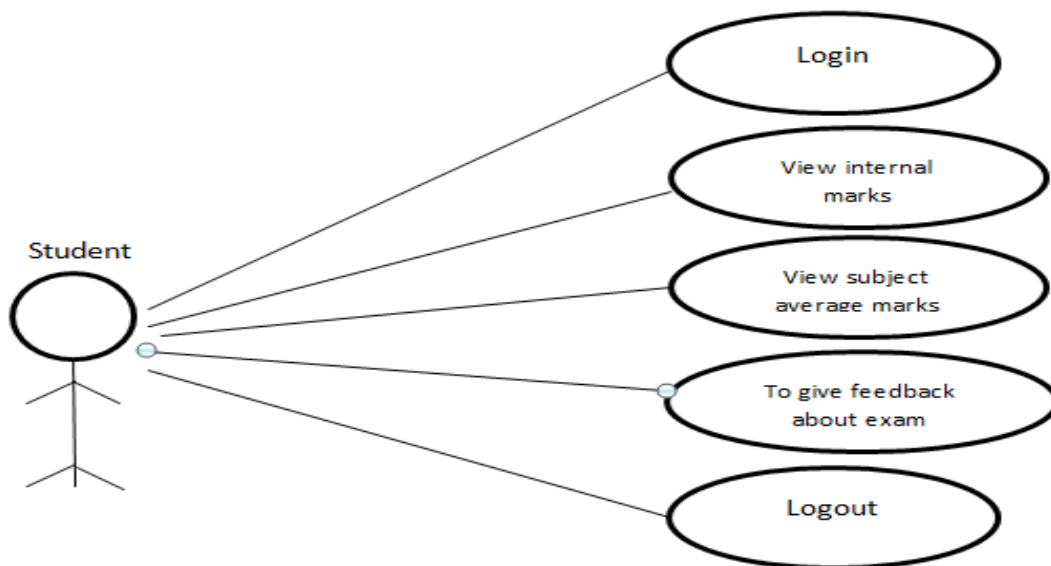 Login
View internal
marks
Student
View subject
average marks
To give feedback
about exam
Logout